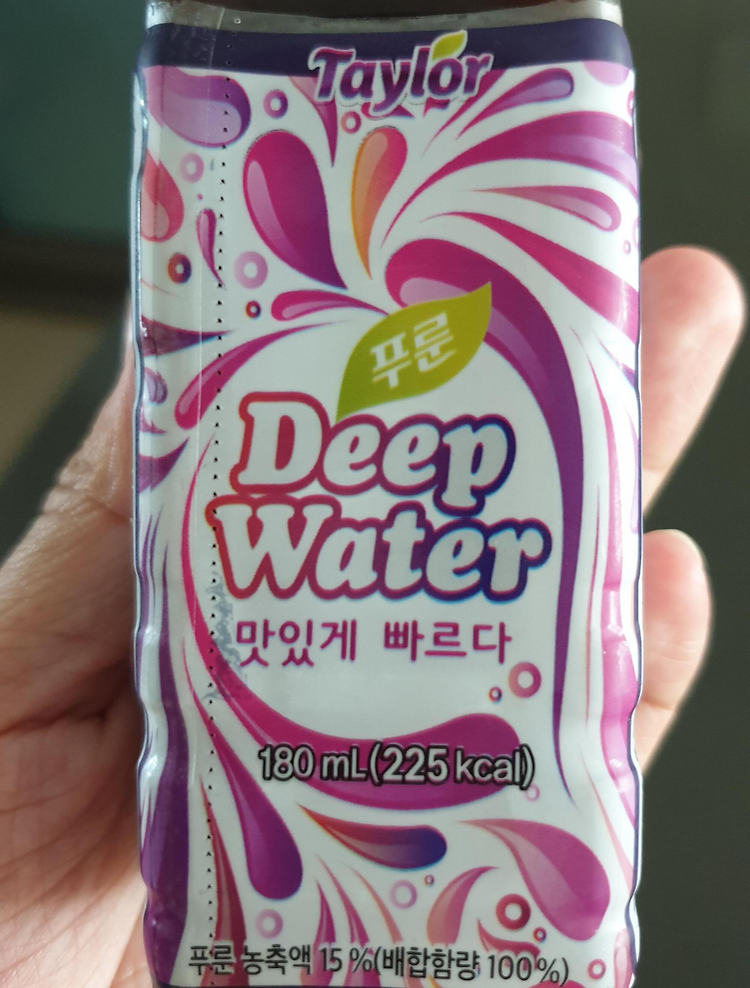 Taylor
푸룬
Deep
Water
맛있게 빠르다
180 mL(225 kcal)
푸룬 농축액 15 %(배합함량 100%)